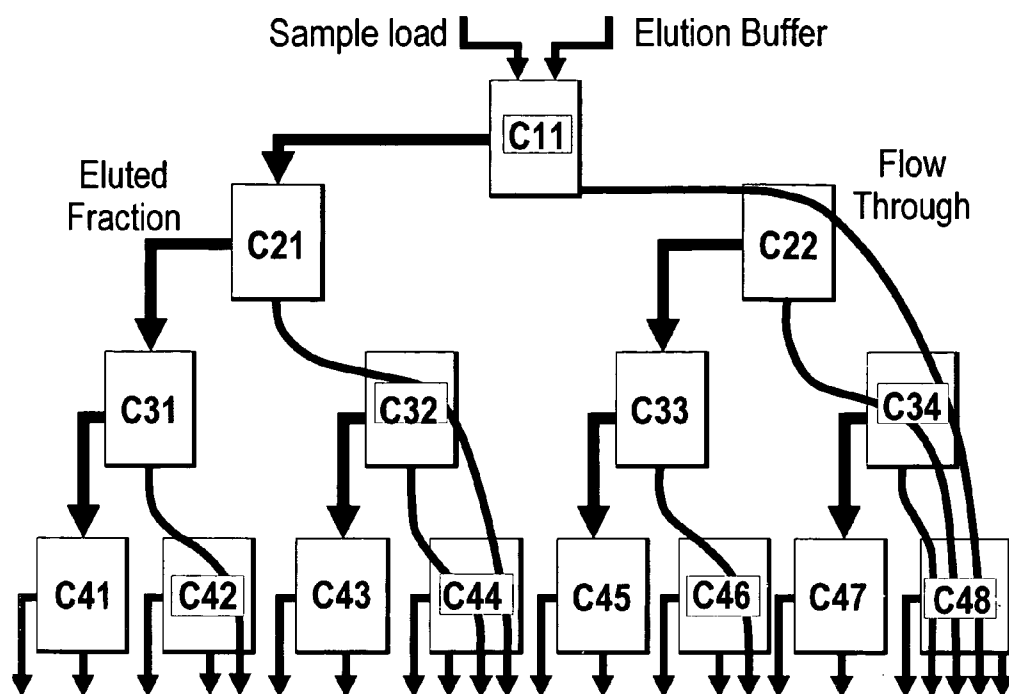 Sample load
Elution Buffer
C11
Eluted
Fraction
Flow
Through
C21
C22
C31
C32
C33
C34
C41
C42
C43
C44
C45
C46
C47
C48